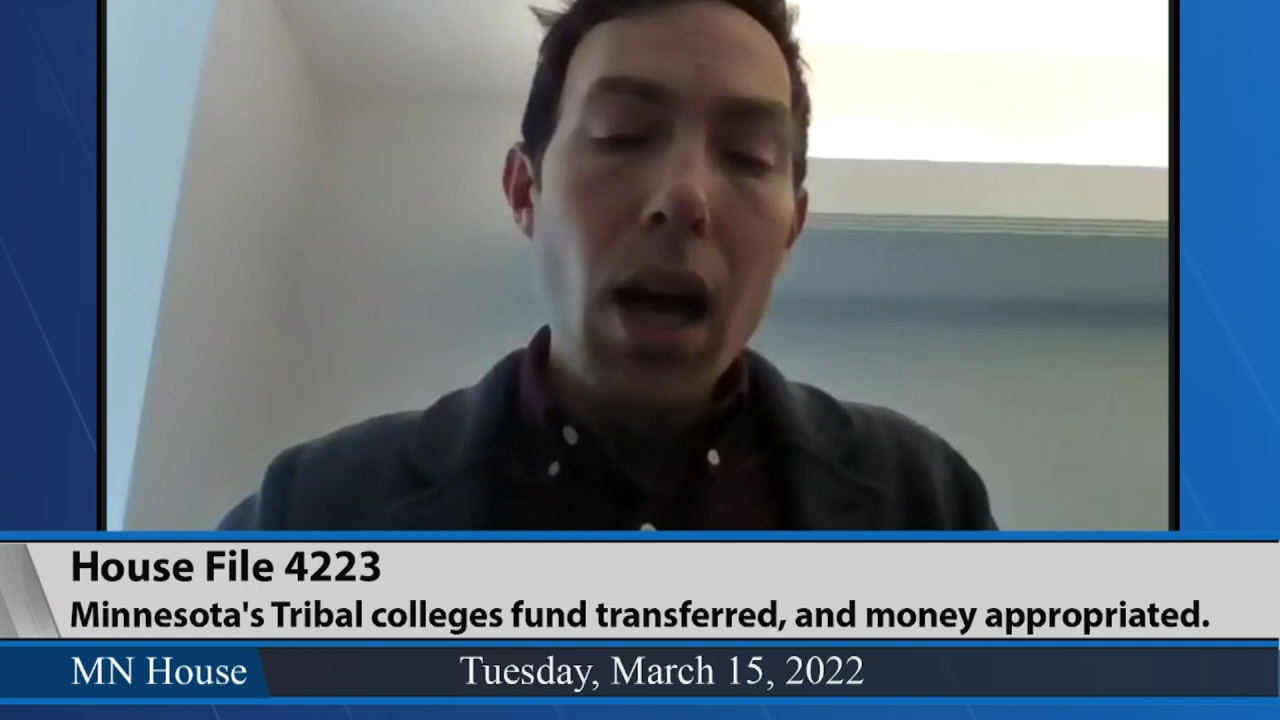 House File 4223
Minnesota's Tribal colleges fund transferred, and money appropriated.
MN House
Tuesday, March 15, 2022